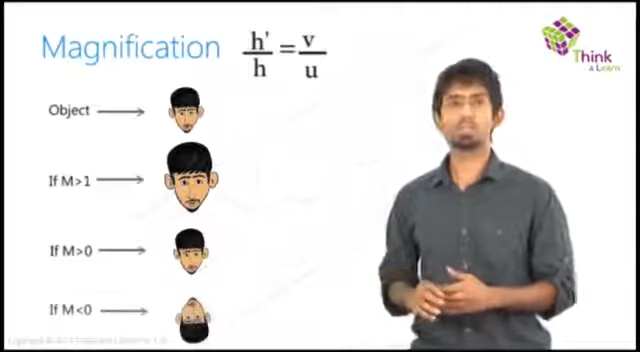 Magnification h'/h = v/u
Think
& Learn
Object
If M>1
If M>0
If M<0